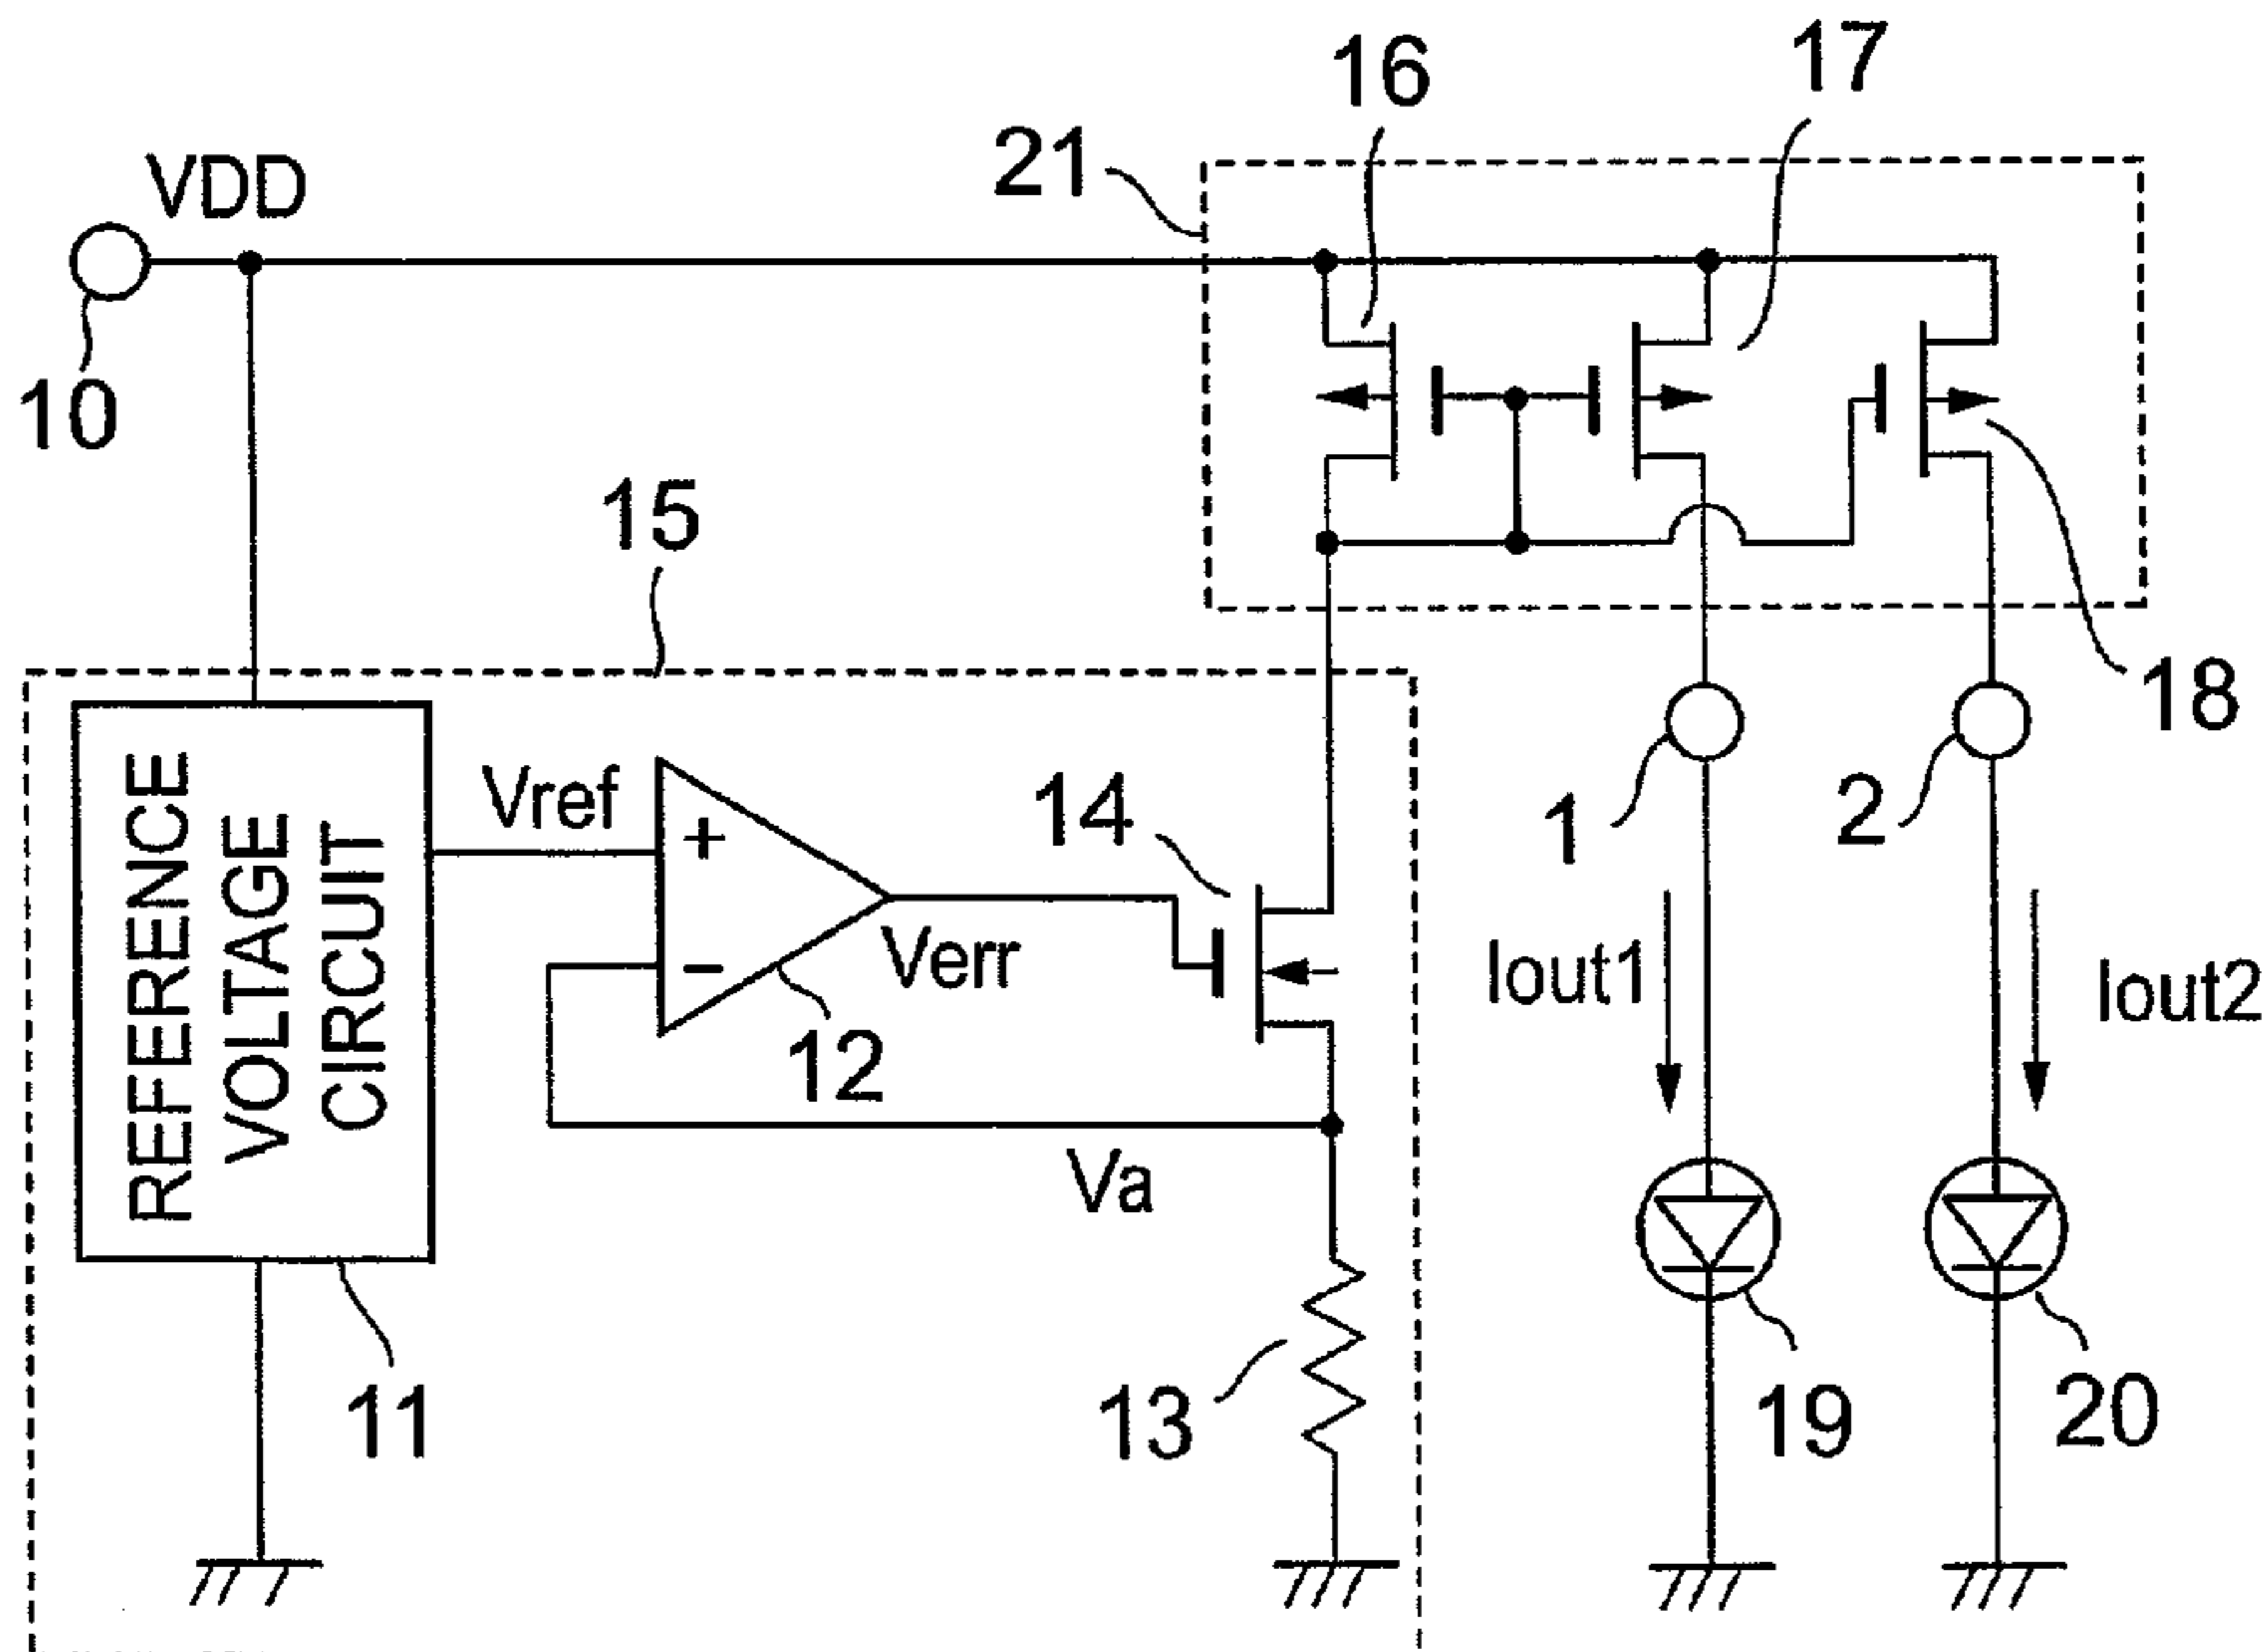 16
17
21
VDD
10
15
18
REFERENCE
VOLTAGE
CIRCUIT
Vref
+
−
14
1
2
Verr
Iout1
Iout2
12
Va
11
13
19
20